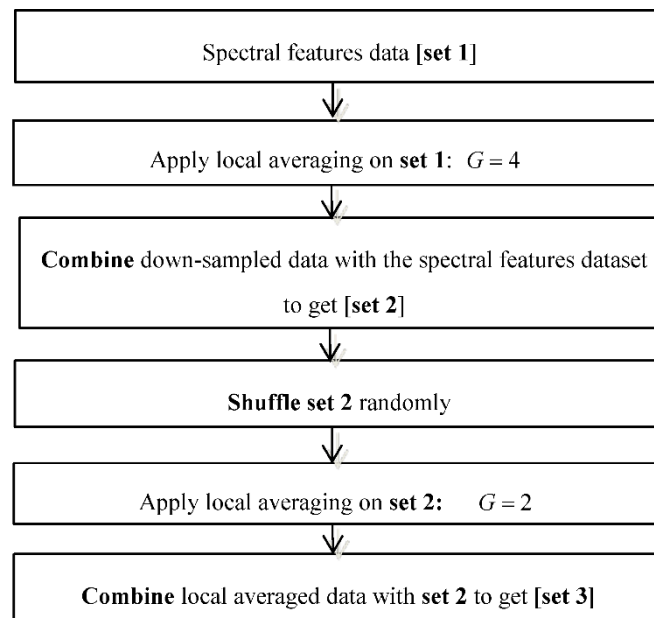 Spectral features data [set 1]
Apply local averaging on set 1: G = 4
Combine down-sampled data with the spectral features dataset
to get [set 2]
Shuffle set 2 randomly
Apply local averaging on set 2: G = 2
Combine local averaged data with set 2 to get [set 3]